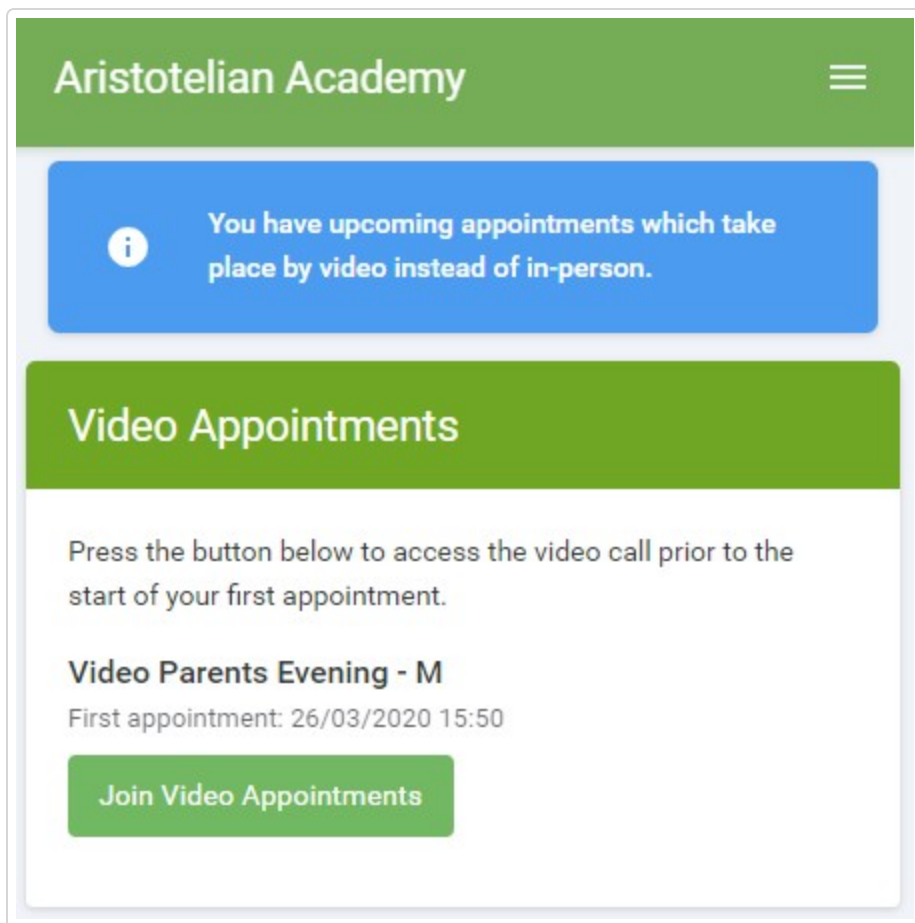 Aristotelian Academy
You have upcoming appointments which take
place by video instead of in-person.
Video Appointments
Press the button below to access the video call prior to the
start of your first appointment.
Video Parents Evening - M
First appointment: 26/03/2020 15:50
Join Video Appointments